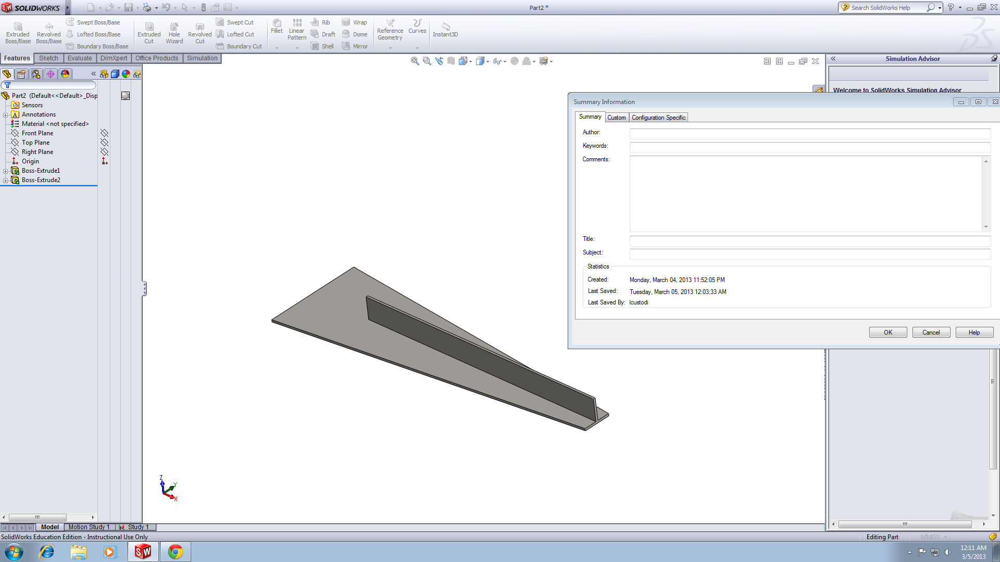 SW SOLIDWORKS
Part2 *
Search SolidWorks Help
?
Extruded Boss/Base
Revolved Boss/Base
Swept Boss/Base
Lofted Boss/Base
Boundary Boss/Base
Extruded Cut
Hole Wizard
Revolved Cut
Swept Cut
Lofted Cut
Boundary Cut
Fillet
Linear Pattern
Rib
Draft
Shell
Wrap
Dome
Mirror
Reference Geometry
Curves
Instant3D
Features
Sketch
Evaluate
DimXpert
Office Products
Simulation
Simulation Advisor
Welcome to SolidWorks Simulation Advisor
Part2 (Default<<Default>_Disp
Sensors
Annotations
Material <not specified>
Front Plane
Top Plane
Right Plane
Origin
Boss-Extrude1
Boss-Extrude2
Summary Information
Summary
Custom
Configuration Specific
Author:
Keywords:
Comments:
Title:
Subject:
Statistics
Created: Monday, March 04, 2013 11:52:05 PM
Last Saved: Tuesday, March 05, 2013 12:03:33 AM
Last Saved By: lcustodi
OK
Cancel
Help
Z
Y
X
Model
Motion Study 1
Study 1
SolidWorks Education Edition - Instructional Use Only
Editing Part
MMGS
SW
12:11 AM
3/5/2013